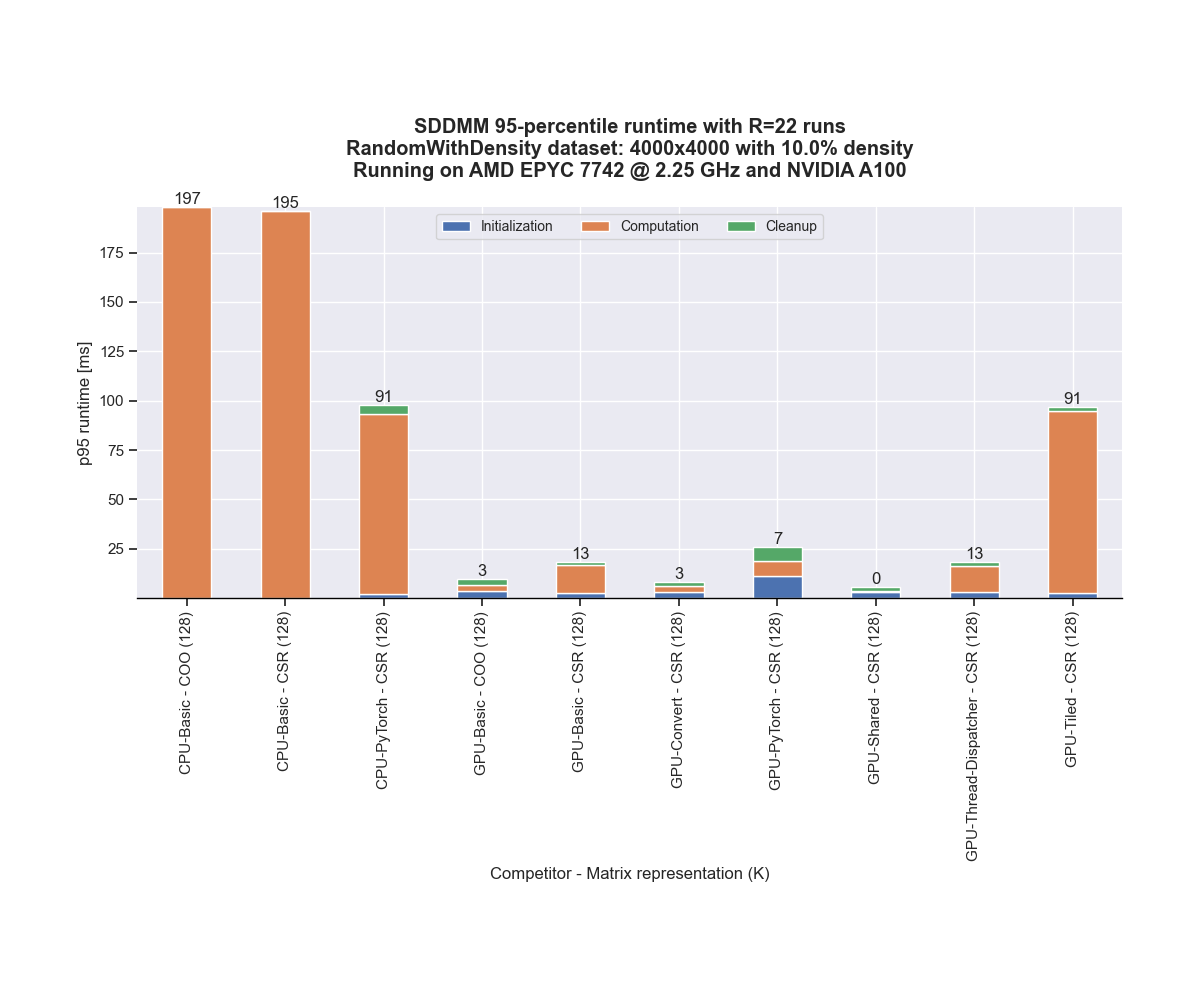 SDDMM 95-percentile runtime with R=22 runs
RandomWithDensity dataset: 4000x4000 with 10.0% density
Running on AMD EPYC 7742 @ 2.25 GHz and NVIDIA A100
197
195
91
3
13
3
7
0
13
91
Initialization
Computation
Cleanup
p95 runtime [ms]
175
150
125
100
75
50
25
CPU-Basic - COO (128)
CPU-Basic - CSR (128)
CPU-PyTorch - CSR (128)
GPU-Basic - COO (128)
GPU-Basic - CSR (128)
GPU-Convert - CSR (128)
GPU-PyTorch - CSR (128)
GPU-Shared - CSR (128)
GPU-Thread-Dispatcher - CSR (128)
GPU-Tiled - CSR (128)
Competitor - Matrix representation (K)